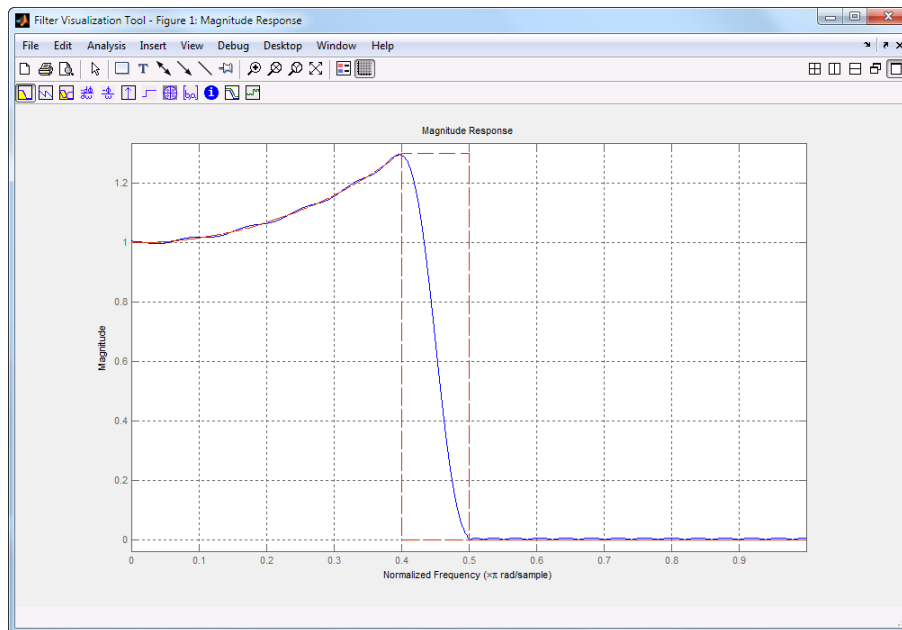 Filter Visualization Tool - Figure 1: Magnitude Response
File Edit Analysis Insert View Debug Desktop Window Help
Magnitude Response
Magnitude
1.2
1
0.8
0.6
0.4
0.2
0
0 0.1 0.2 0.3 0.4 0.5 0.6 0.7 0.8 0.9
Normalized Frequency (×π rad/sample)